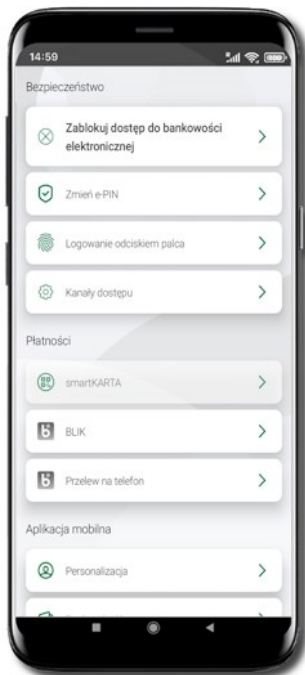 14:59
Bezpieczeństwo
Zablokuj dostęp do bankowości
elektronicznej
Zmień e-PIN
Logowanie odciskiem palca
Kanały dostępu
Płatności
smartKARTA
BLIK
Przelew na telefon
Aplikacja mobilna
Personalizacja